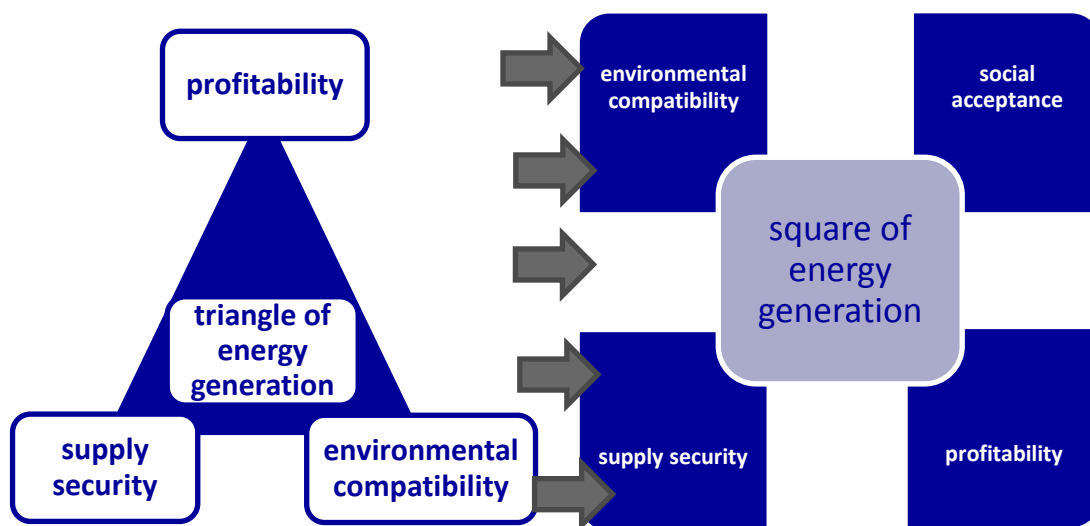 profitability
triangle of
energy
generation
supply
security
environmental
compatibility
environmental
compatibility
social
acceptance
square of
energy
generation
supply security
profitability